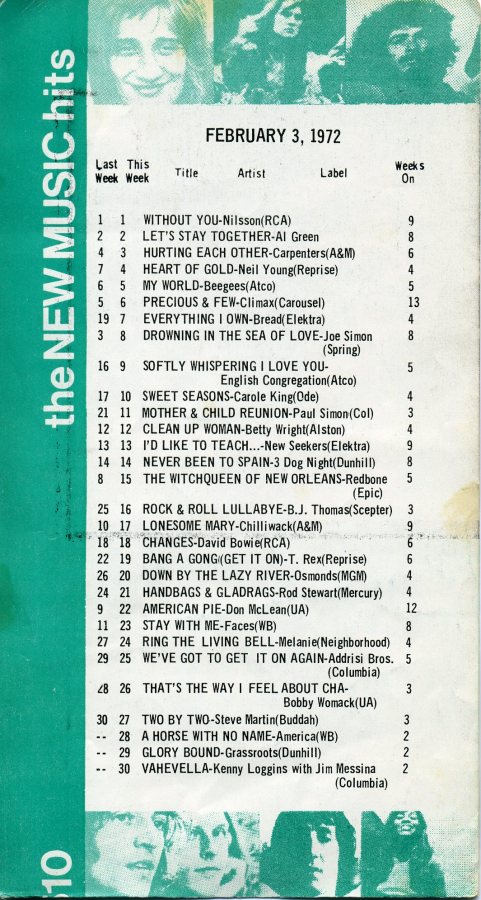 the NEW MUSIC hits
FEBRUARY 3, 1972
Last This Weeks
Week Week Title Artist Label On
1 1 WITHOUT YOU-Nilsson(RCA) 9
2 2 LET'S STAY TOGETHER-Al Green 8
4 3 HURTING EACH OTHER-Carpenters(A&M) 6
7 4 HEART OF GOLD-Neil Young(Reprise) 4
6 5 MY WORLD-Beegees(Atco) 5
5 6 PRECIOUS & FEW-Climax(Carousel) 13
19 7 EVERYTHING I OWN-Bread(Elektra) 4
3 8 DROWNING IN THE SEA OF LOVE-Joe Simon 8
(Spring)
16 9 SOFTLY WHISPERING I LOVE YOU- 5
English Congregation(Atco)
17 10 SWEET SEASONS-Carole King(Ode) 4
21 11 MOTHER & CHILD REUNION-Paul Simon(Col) 3
12 12 CLEAN UP WOMAN-Betty Wright(Alston) 4
13 13 I'D LIKE TO TEACH...-New Seekers(Elektra) 9
14 14 NEVER BEEN TO SPAIN-3 Dog Night(Dunhill) 8
8 15 THE WITCHQUEEN OF NEW ORLEANS-Redbone 5
(Epic)
25 16 ROCK & ROLL LULLABYE-B.J. Thomas(Scepter) 3
10 17 LONESOME MARY-Chilliwack(A&M) 9
18 18 CHANGES-David Bowie(RCA) 6
22 19 BANG A GONG(GET IT ON)-T. Rex(Reprise) 6
26 20 DOWN BY THE LAZY RIVER-Osmonds(MGM) 4
24 21 HANDBAGS & GLADRAGS-Rod Stewart(Mercury) 4
9 22 AMERICAN PIE-Don McLean(UA) 12
11 23 STAY WITH ME-Faces(WB) 8
27 24 RING THE LIVING BELL-Melanie(Neighborhood) 4
29 25 WE'VE GOT TO GET IT ON AGAIN-Addrisi Bros. 5
(Columbia)
28 26 THAT'S THE WAY I FEEL ABOUT CHA- 3
Bobby Womack(UA)
30 27 TWO BY TWO-Steve Martin(Buddah) 3
-- 28 A HORSE WITH NO NAME-America(WB) 2
-- 29 GLORY BOUND-Grassroots(Dunhill) 2
-- 30 VAHEVELLA-Kenny Loggins with Jim Messina 2
(Columbia)